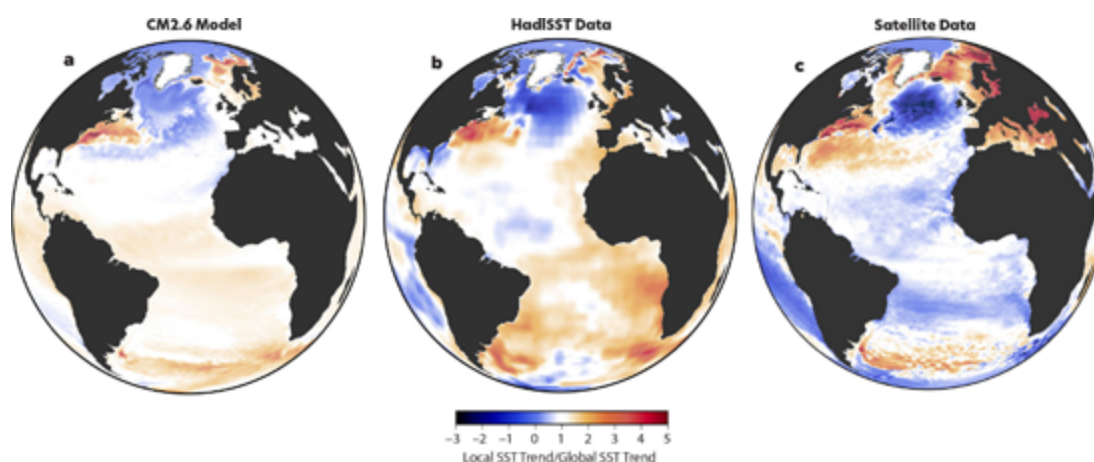 CM2.6 Model
HadISST Data
Satellite Data
a
b
c
−3 −2 −1 0 1 2 3 4 5
Local SST Trend/Global SST Trend